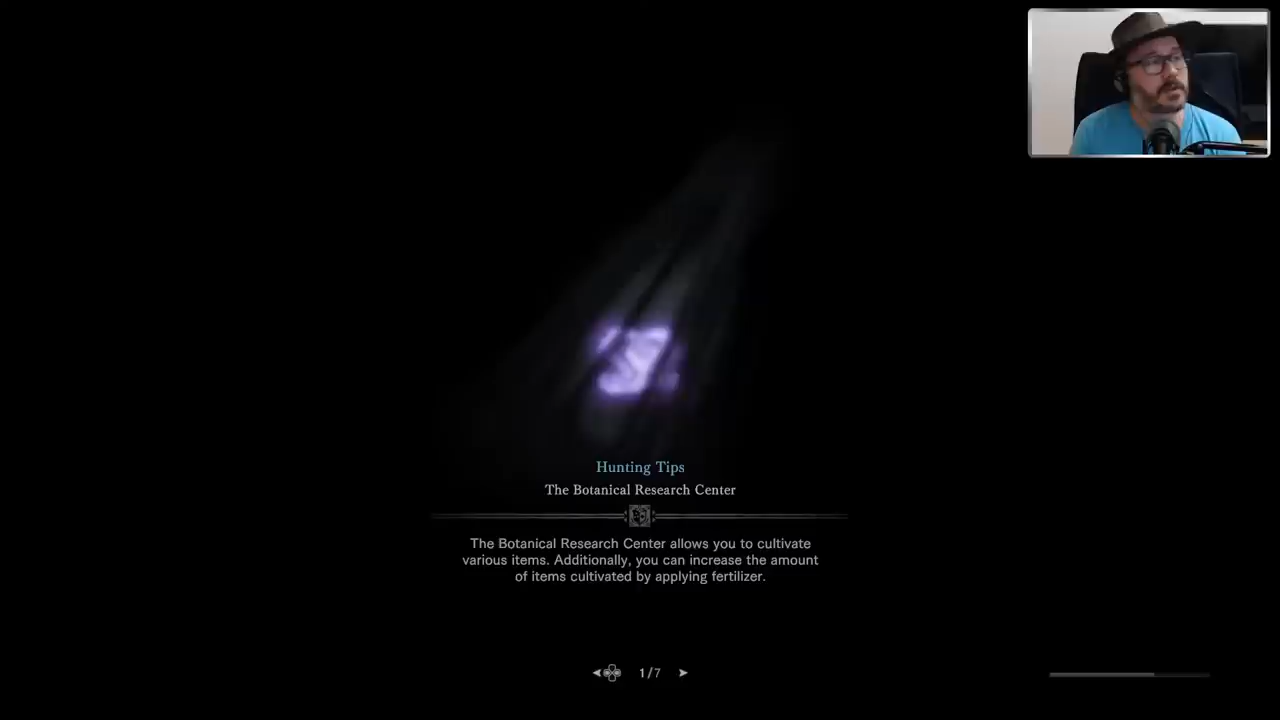 Hunting Tips
The Botanical Research Center
The Botanical Research Center allows you to cultivate
various items. Additionally, you can increase the amount
of items cultivated by applying fertilizer.
1/7